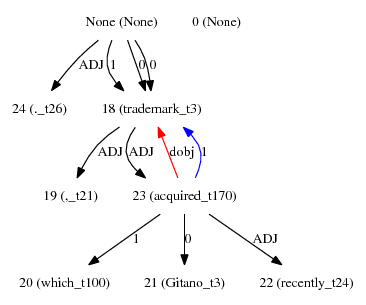 None (None) 0 (None)
ADJ 1 0 0
24 (._t26) 18 (trademark_t3)
ADJ ADJ dobj 1
19 (,_t21) 23 (acquired_t170)
1 0 ADJ
20 (which_t100) 21 (Gitano_t3) 22 (recently_t24)